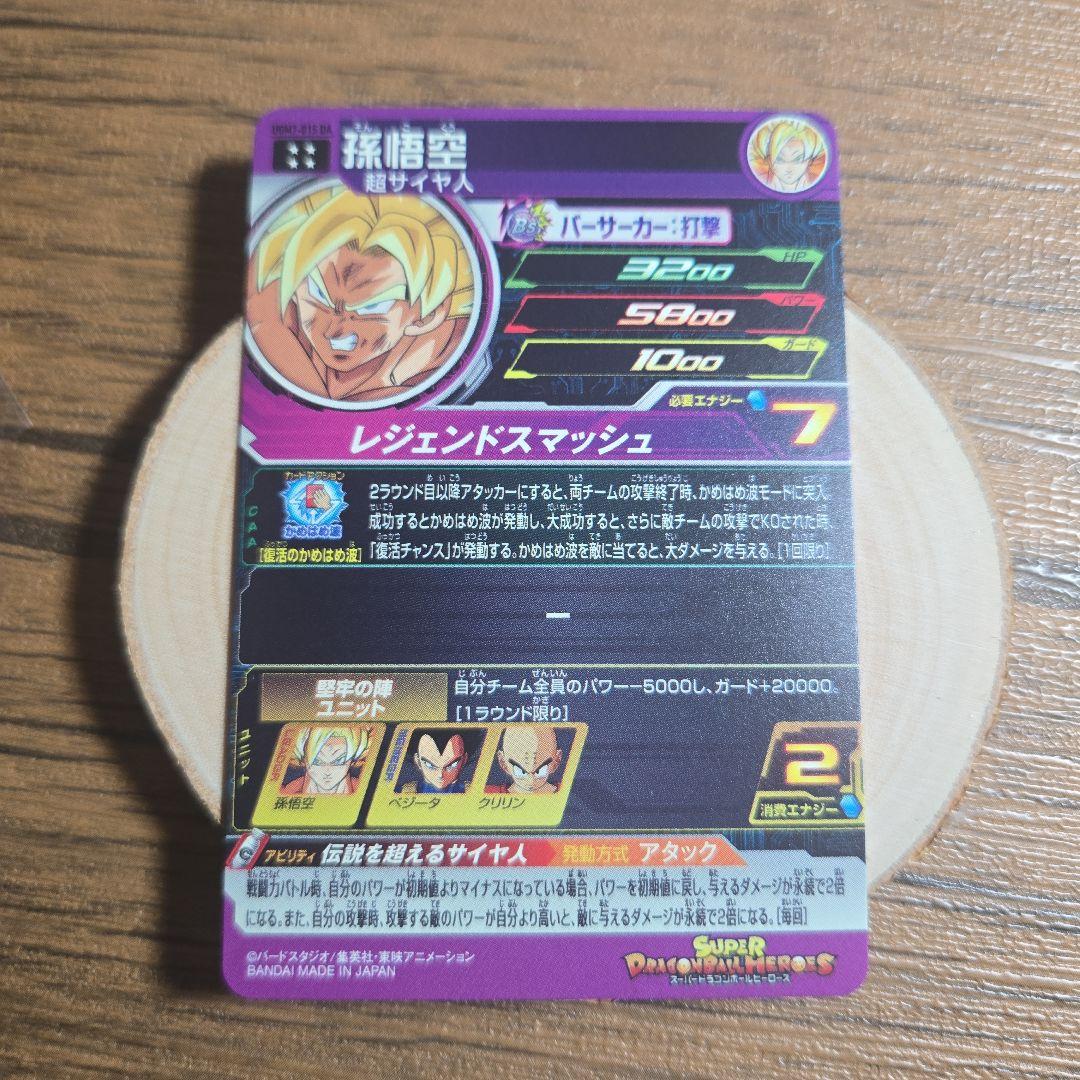 UGM7-015 DA
孫悟空
超サイヤ人
Bs バーサーカー:打撃
HP
3200
パワー
5800
ガード
1000
必要エナジー 7
レジェンドスマッシュ
カードアクション
かめはめ波
[復活のかめはめ波]
CAA
2ラウンド目以降アタッカーにすると、両チームの攻撃終了時、かめはめ波モードに突入。
成功するとかめはめ波が発動し、大成功すると、さらに敵チームの攻撃でKOされた時、
「復活チャンス」が発動する。かめはめ波を敵に当てると、大ダメージを与える。[1回限り]
ー
ユニット
堅牢の陣
ユニット
自分チーム全員のパワー−5000し、ガード+20000。
[1ラウンド限り]
LEADER
孫悟空
MEMBER
ベジータ
クリリン
2
消費エナジー
アビリティ 伝説を超えるサイヤ人 発動方式 アタック
戦闘力バトル時、自分のパワーが初期値よりマイナスになっている場合、パワーを初期値に戻し、与えるダメージが永続で2倍
になる。また、自分の攻撃時、攻撃する敵のパワーが自分より高いと、敵に与えるダメージが永続で2倍になる。[毎回]
©バードスタジオ/集英社・東映アニメーション
BANDAI MADE IN JAPAN
SUPER
DRAGONBALL HEROES
スーパードラゴンボールヒーローズ